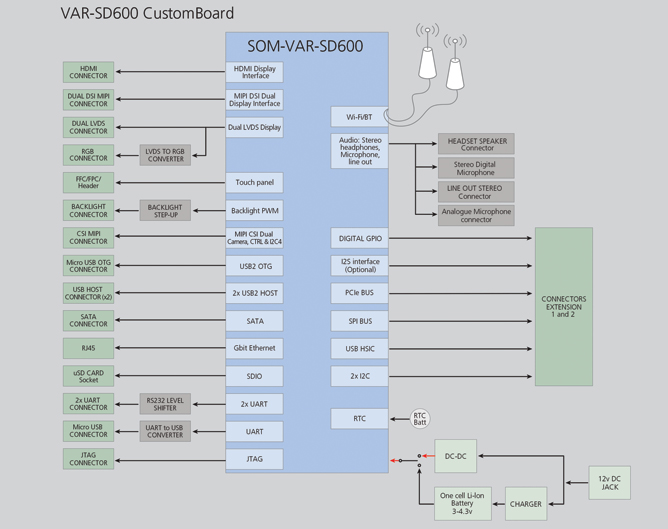 VAR-SD600 CustomBoard
SOM-VAR-SD600
HDMI
CONNECTOR
HDMI Display
Interface
DUAL DSI MIPI
CONNECTOR
MIPI DSI Dual
Display Interface
DUAL LVDS
CONNECTOR
Dual LVDS Display
RGB
CONNECTOR
LVDS TO RGB
CONVERTER
FFC/FPC/
Header
Touch panel
BACKLIGHT
CONNECTOR
BACKLIGHT
STEP-UP
Backlight PWM
CSI MIPI
CONNECTOR
MIPI CSI Dual
Camera, CTRL & I2C4
Micro USB OTG
CONNECTOR
USB2 OTG
USB HOST
CONNECTOR (x2)
2x USB2 HOST
SATA
CONNECTOR
SATA
RJ45
Gbit Ethernet
uSD CARD
Socket
SDIO
2x UART
CONNECTOR
RS232 LEVEL
SHIFTER
2x UART
Micro USB
CONNECTOR
UART to USB
CONVERTER
UART
JTAG
CONNECTOR
JTAG
Wi-Fi/BT
Audio: Stereo
headphones,
Microphone,
line out
HEADSET SPEAKER
Connector
Stereo Digital
Microphone
LINE OUT STEREO
Connector
Analogue Microphone
connector
DIGITAL GPIO
I2S interface
(Optional)
PCIe BUS
SPI BUS
USB HSIC
2x I2C
CONNECTORS
EXTENSION
1 and 2
RTC
RTC
Batt
DC-DC
One cell Li-Ion
Battery
3-4.3v
CHARGER
12v DC
JACK